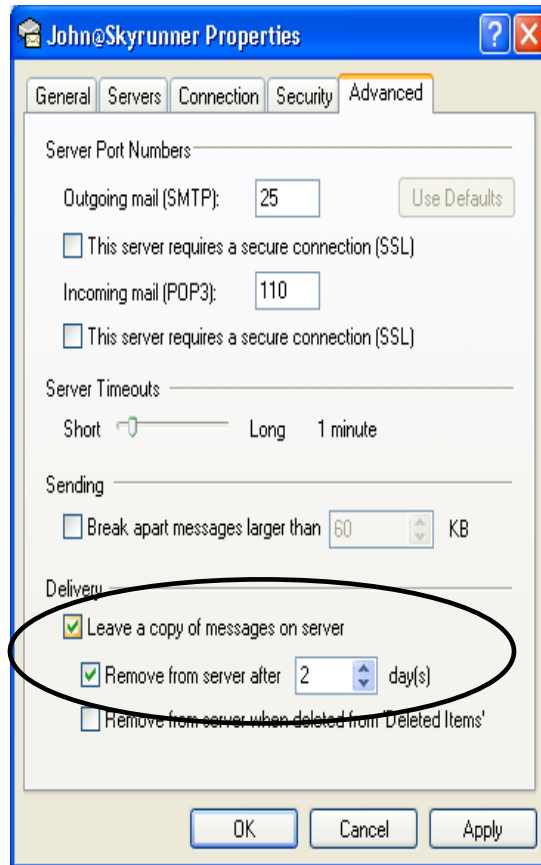 John@Skyrunner Properties
General Servers Connection Security Advanced
Server Port Numbers
Outgoing mail (SMTP): 25 Use Defaults
This server requires a secure connection (SSL)
Incoming mail (POP3): 110
This server requires a secure connection (SSL)
Server Timeouts
Short Long 1 minute
Sending
Break apart messages larger than 60 KB
Delivery
Leave a copy of messages on server
Remove from server after 2 day(s)
Remove from server when deleted from 'Deleted Items'
OK Cancel Apply